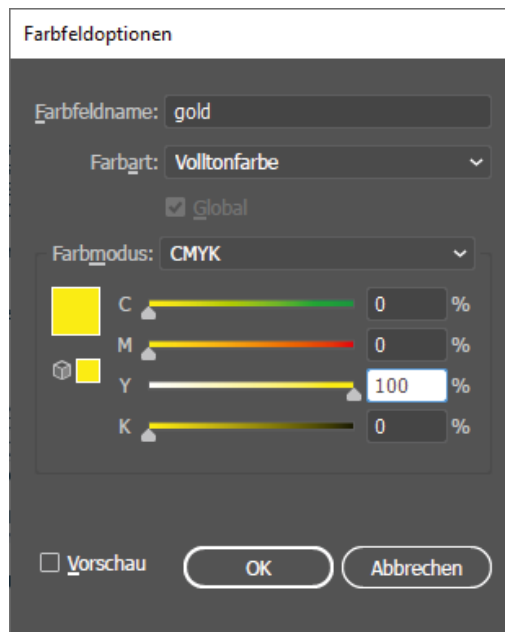 Farbfeldoptionen
Farbfeldname: gold
Farbart: Volltonfarbe
Global
Farbmodus: CMYK
C 0 %
M 0 %
Y 100 %
K 0 %
Vorschau OK Abbrechen